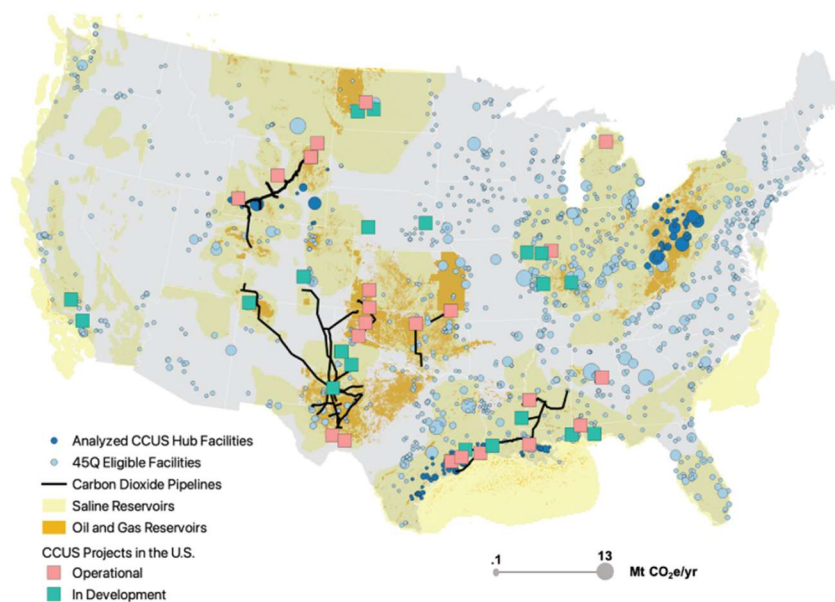 Analyzed CCUS Hub Facilities
45Q Eligible Facilities
Carbon Dioxide Pipelines
Saline Reservoirs
Oil and Gas Reservoirs
CCUS Projects in the U.S.
Operational
In Development
.1
13
Mt CO₂e/yr